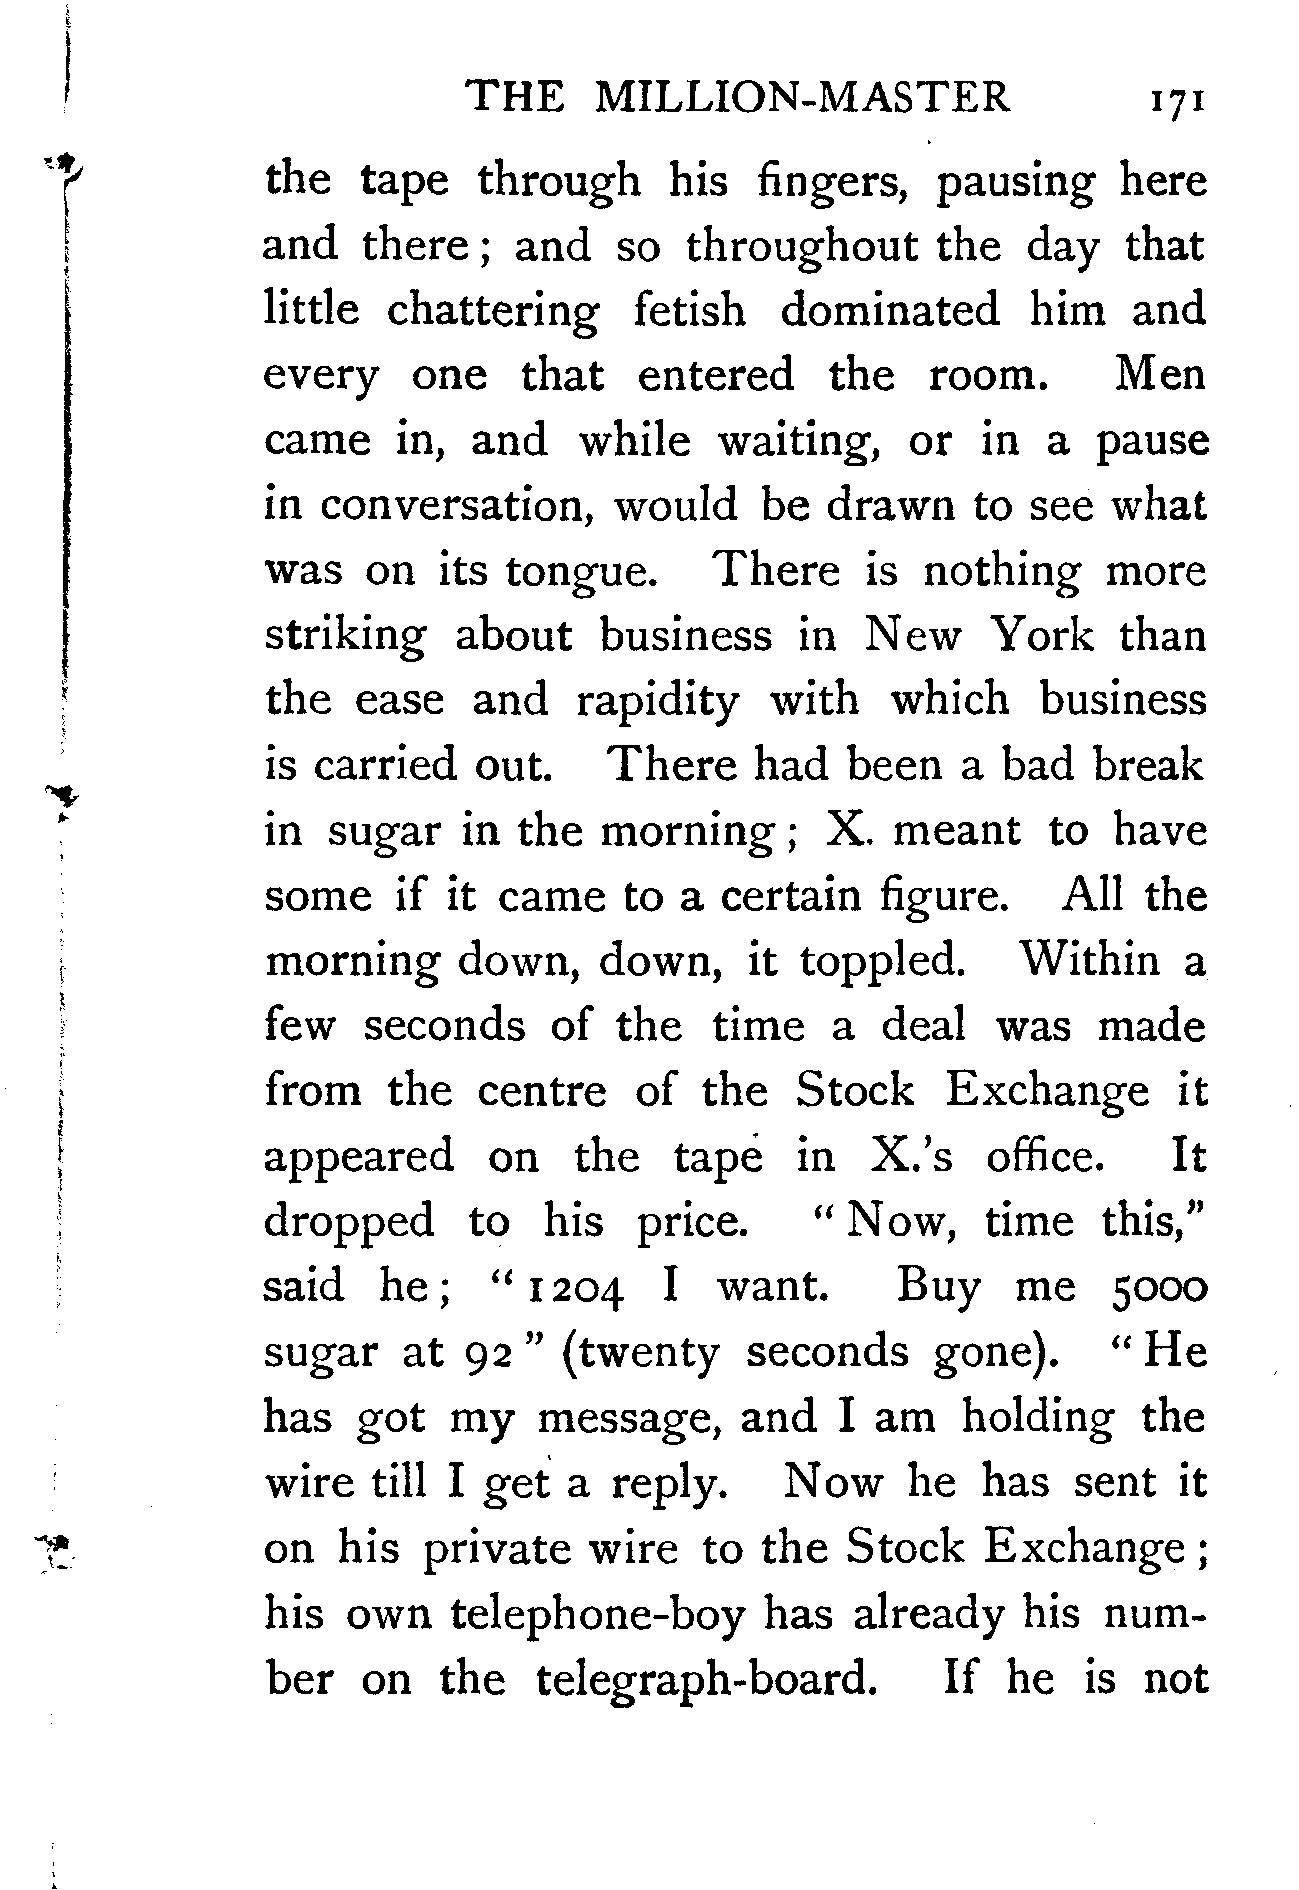 THE MILLION-MASTER 171
the tape through his fingers, pausing here
and there; and so throughout the day that
little chattering fetish dominated him and
every one that entered the room. Men
came in, and while waiting, or in a pause
in conversation, would be drawn to see what
was on its tongue. There is nothing more
striking about business in New York than
the ease and rapidity with which business
is carried out. There had been a bad break
in sugar in the morning; X. meant to have
some if it came to a certain figure. All the
morning down, down, it toppled. Within a
few seconds of the time a deal was made
from the centre of the Stock Exchange it
appeared on the tape in X.'s office. It
dropped to his price. "Now, time this,"
said he; "1204 I want. Buy me 5000
sugar at 92" (twenty seconds gone). "He
has got my message, and I am holding the
wire till I get a reply. Now he has sent it
on his private wire to the Stock Exchange;
his own telephone-boy has already his num-
ber on the telegraph-board. If he is not